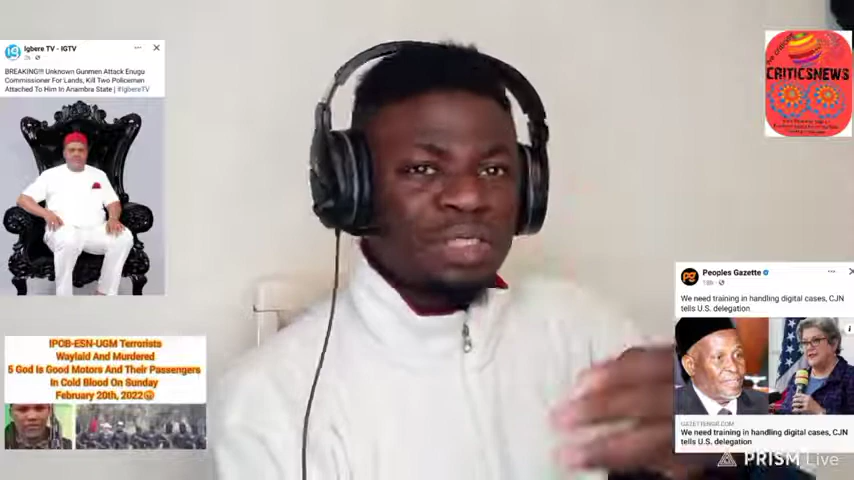 Igbere TV - IGTV
BREAKING!!! Unknown Gunmen Attack Enugu
Commissioner For Lands, Kill Two Policemen
Attached To Him In Anambra State | #IgbereTV
CRITICSNEWS
Peoples Gazette
We need training in handling digital cases, CJN
tells U.S. delegation
IPOB-ESN-UGM Terrorists
Waylaid And Murdered
5 God Is Good Motors And Their Passengers
In Cold Blood On Sunday
February 20th, 2022
GAZETTENGR.COM
We need training in handling digital cases, CJN
tells U.S. delegation
PRISM Live